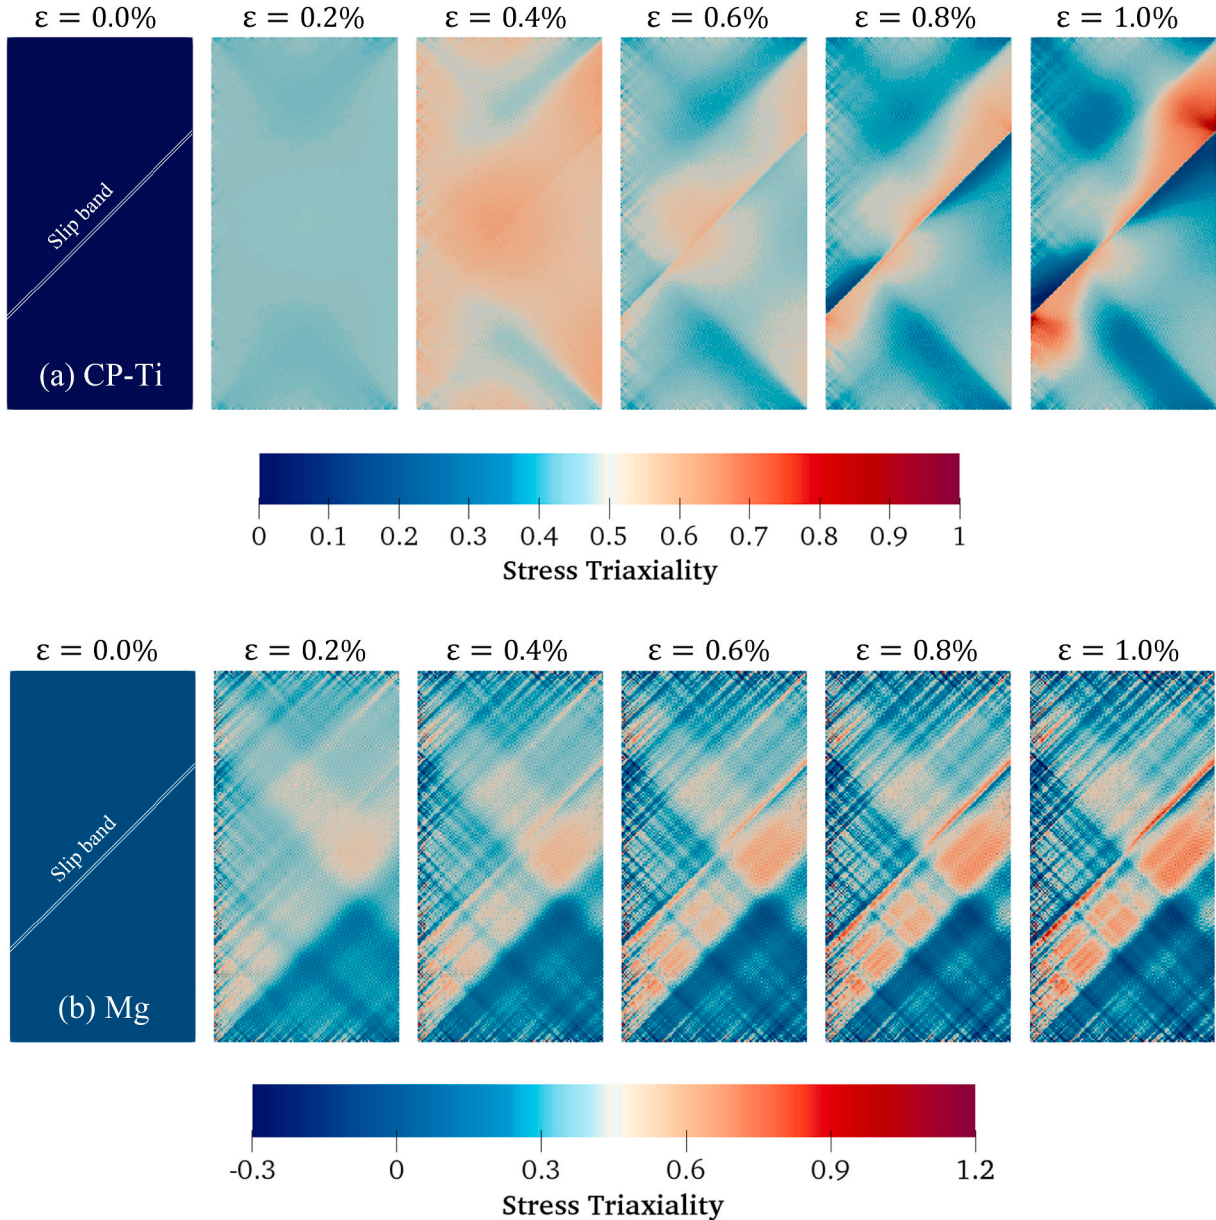 ε = 0.0% ε = 0.2% ε = 0.4% ε = 0.6% ε = 0.8% ε = 1.0%
Slip band
(a) CP-Ti
0 0.1 0.2 0.3 0.4 0.5 0.6 0.7 0.8 0.9 1
Stress Triaxiality
ε = 0.0% ε = 0.2% ε = 0.4% ε = 0.6% ε = 0.8% ε = 1.0%
Slip band
(b) Mg
-0.3 0 0.3 0.6 0.9 1.2
Stress Triaxiality